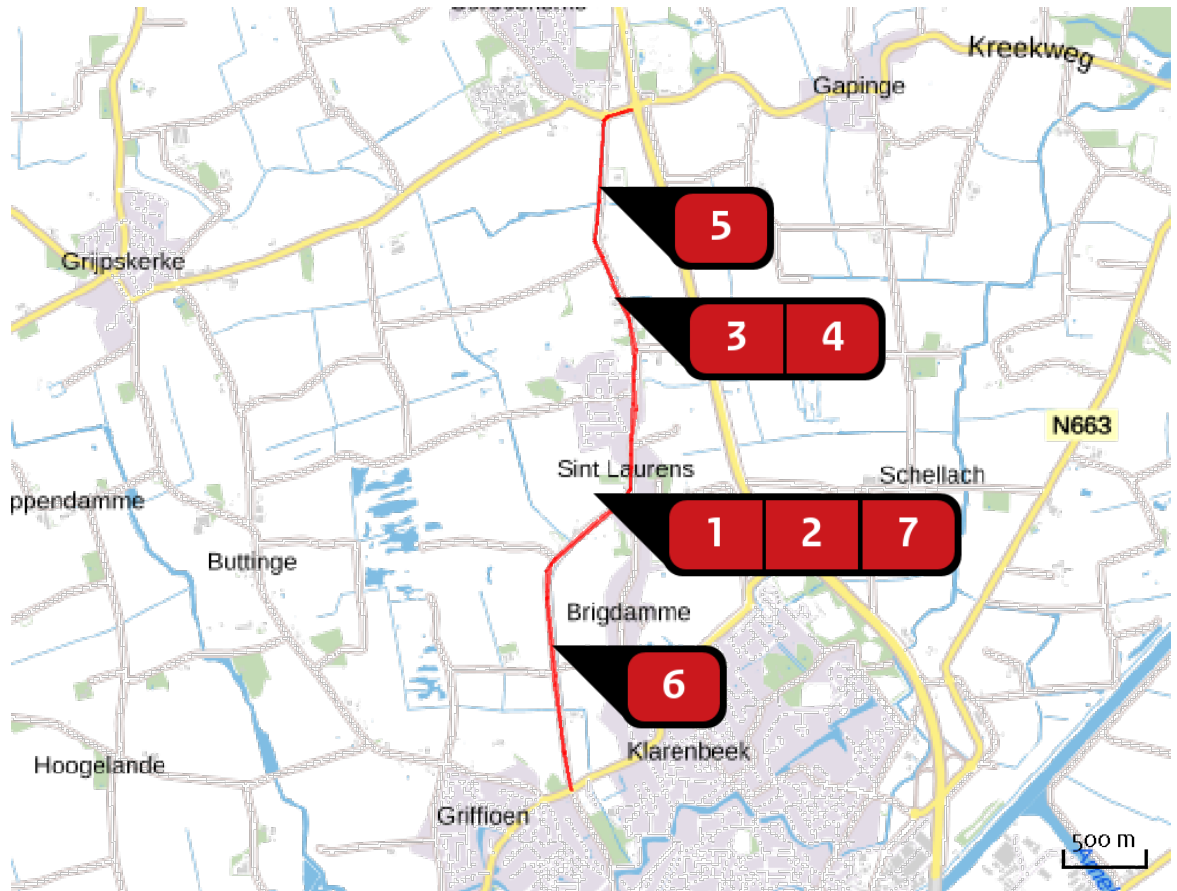 Kreekweg
Gapinge
5
Grijpskerke
3 4
N663
Sint Laurens
Schellach
ppendamme
1 2 7
Buttinge
Brigdamme
6
Klarenbeek
Hoogelande
Griffioen
500 m